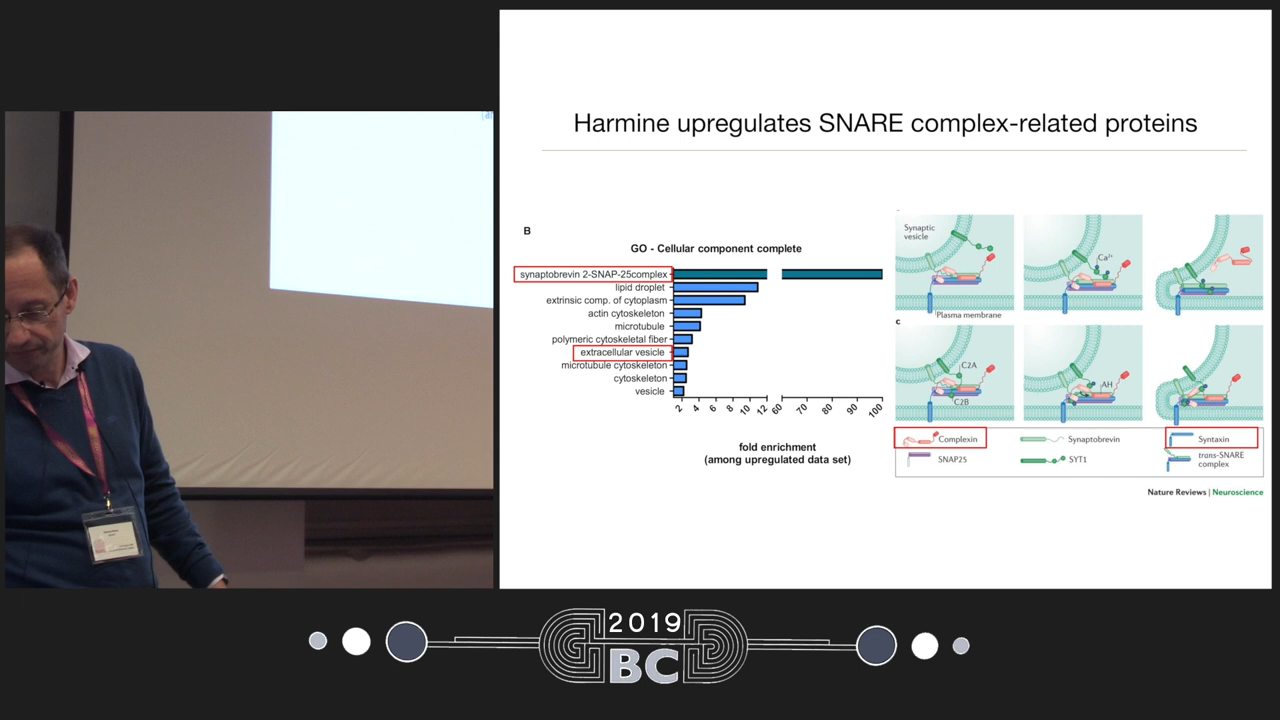 Harmine upregulates SNARE complex-related proteins
B
GO - Cellular component complete
synaptobrevin 2-SNAP-25complex
lipid droplet
extrinsic comp. of cytoplasm
actin cytoskeleton
microtubule
polymeric cytoskeletal fiber
extracellular vesicle
microtubule cytoskeleton
cytoskeleton
vesicle
2 4 6 8 10 12 60 70 80 90 100
fold enrichment
(among upregulated data set)
Synaptic
vesicle
Ca²⁺
Plasma membrane
c
C2A
C2B
AH
Complexin
Synaptobrevin
Syntaxin
SNAP25
SYT1
trans-SNARE
complex
Nature Reviews | Neuroscience
2019
BC